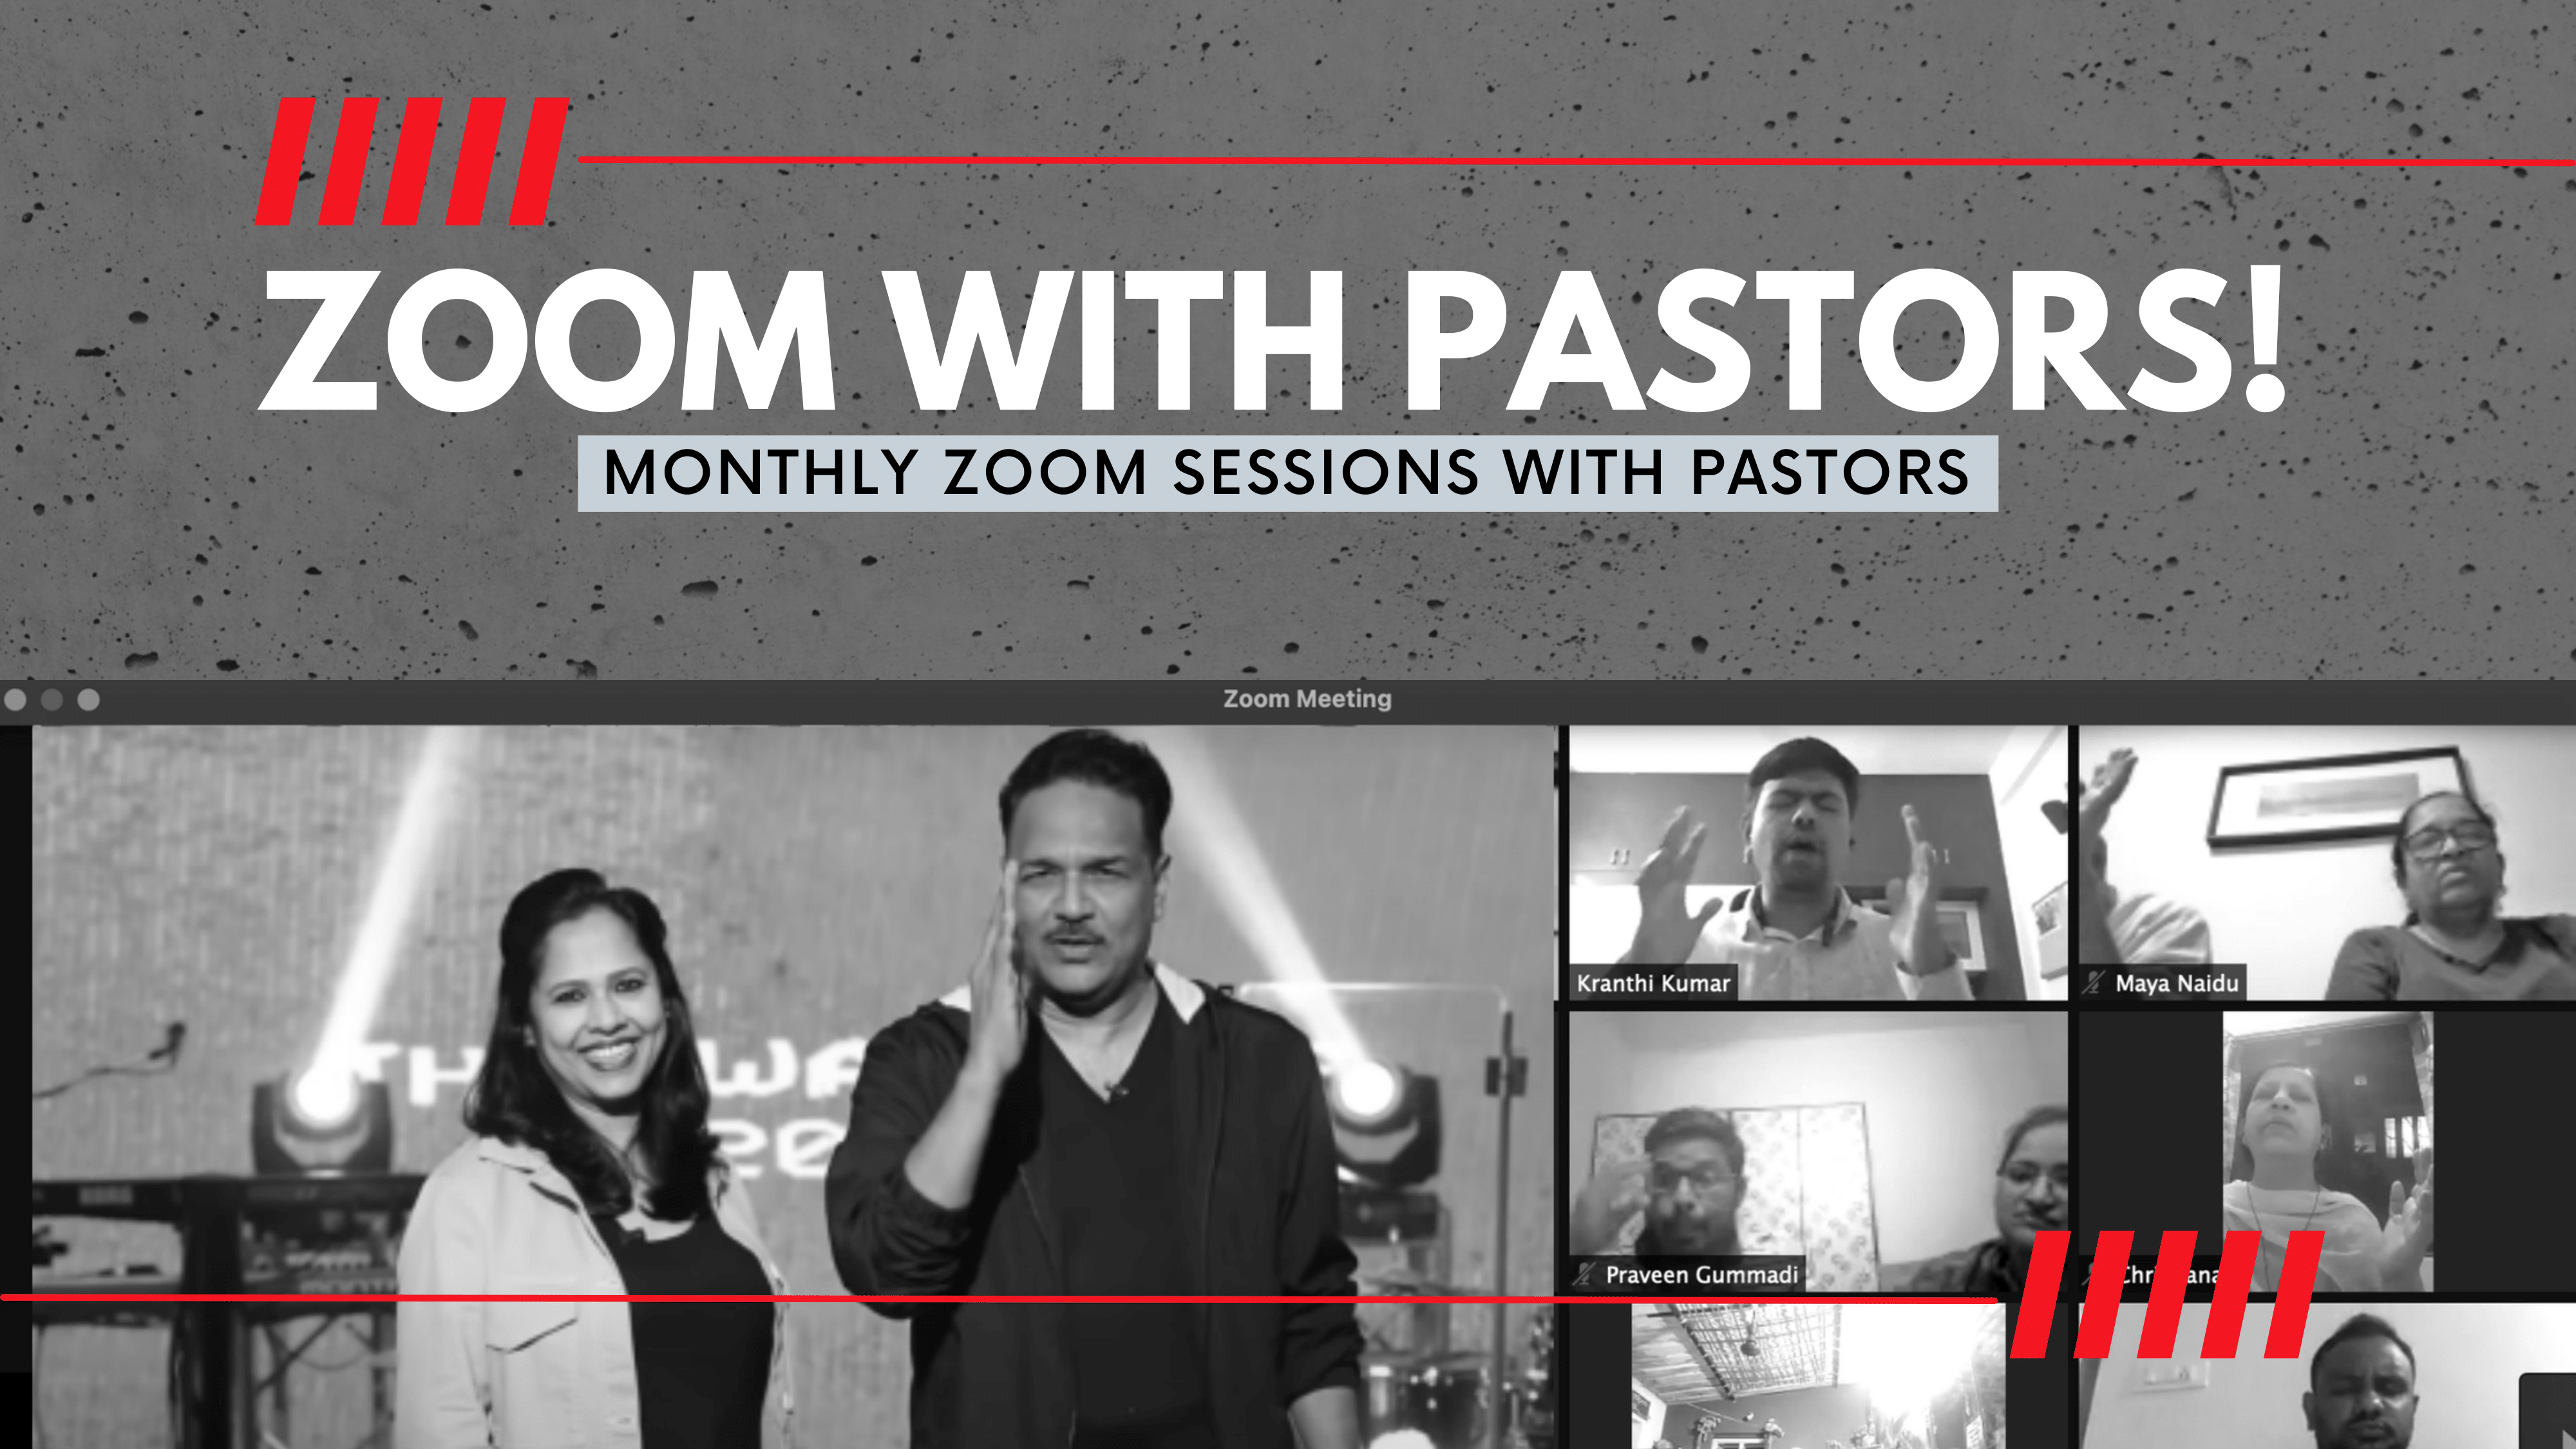 ZOOM WITH PASTORS!
MONTHLY ZOOM SESSIONS WITH PASTORS
Zoom Meeting
Kranthi Kumar
Maya Naidu
Praveen Gummadi